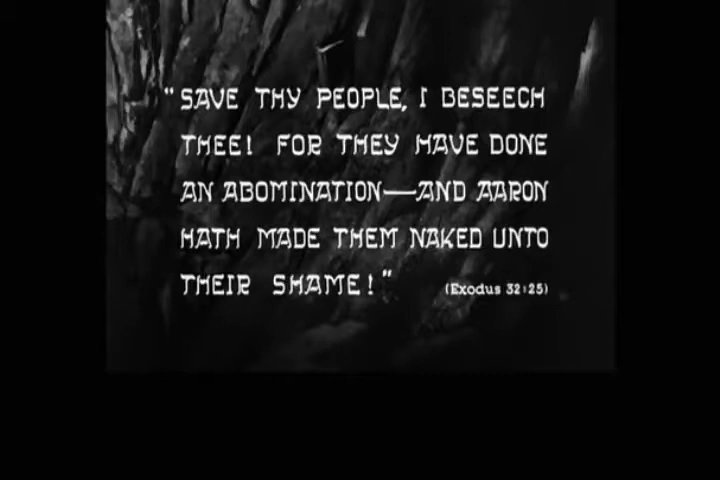 "SAVE THY PEOPLE, I BESEECH
THEE! FOR THEY HAVE DONE
AN ABOMINATION—AND AARON
HATH MADE THEM NAKED UNTO
THEIR SHAME!" (Exodus 32:25)